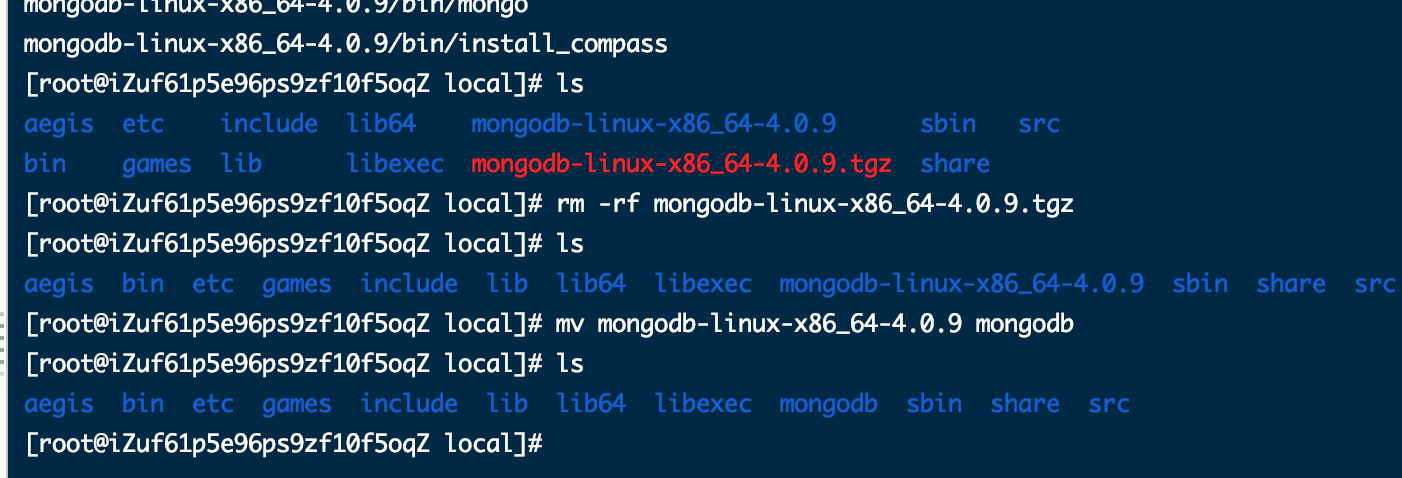 mongodb-linux-x86_64-4.0.9/bin/mongo
mongodb-linux-x86_64-4.0.9/bin/install_compass
[root@iZuf61p5e96ps9zf10f5oqZ local]# ls
aegis etc include lib64 mongodb-linux-x86_64-4.0.9 sbin src
bin games lib libexec mongodb-linux-x86_64-4.0.9.tgz share
[root@iZuf61p5e96ps9zf10f5oqZ local]# rm -rf mongodb-linux-x86_64-4.0.9.tgz
[root@iZuf61p5e96ps9zf10f5oqZ local]# ls
aegis bin etc games include lib lib64 libexec mongodb-linux-x86_64-4.0.9 sbin share src
[root@iZuf61p5e96ps9zf10f5oqZ local]# mv mongodb-linux-x86_64-4.0.9 mongodb
[root@iZuf61p5e96ps9zf10f5oqZ local]# ls
aegis bin etc games include lib lib64 libexec mongodb sbin share src
[root@iZuf61p5e96ps9zf10f5oqZ local]#